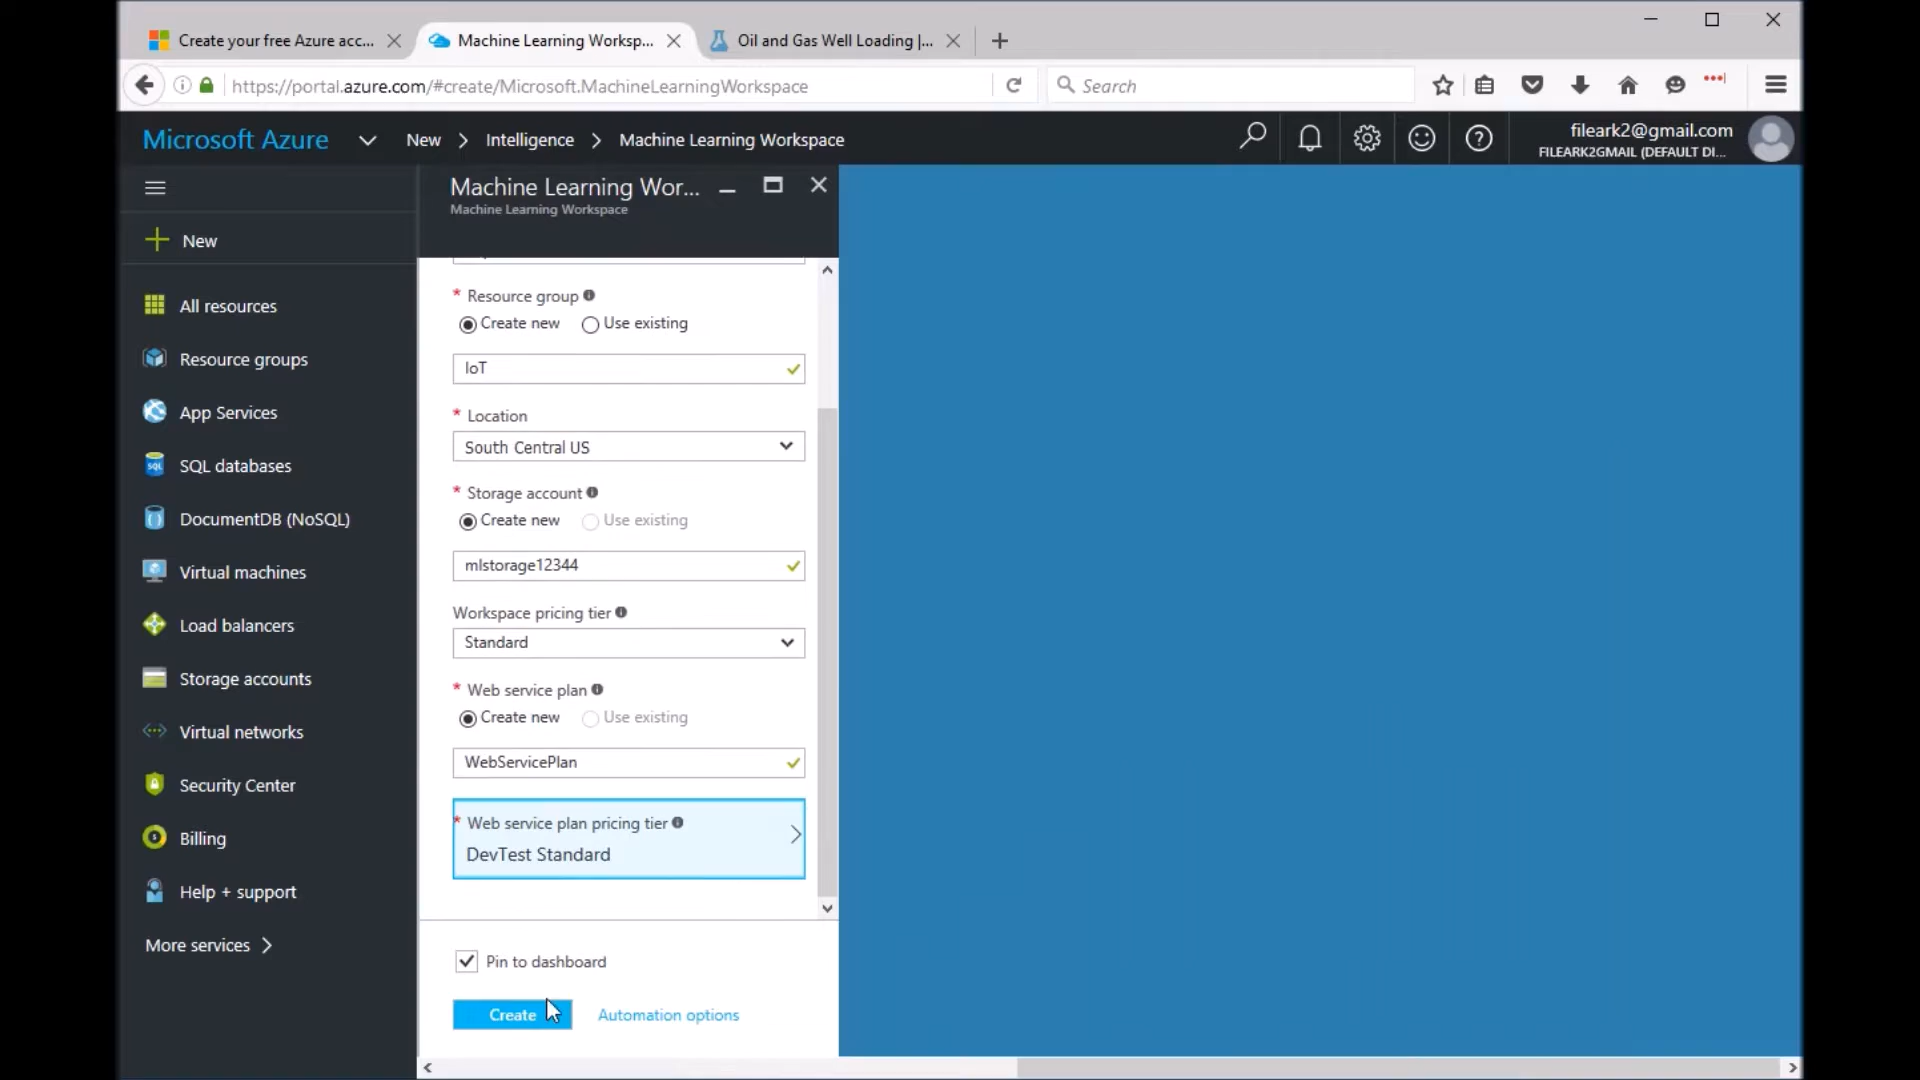 Create your free Azure acc...
Machine Learning Worksp...
Oil and Gas Well Loading |...
https://portal.azure.com/#create/Microsoft.MachineLearningWorkspace
Search
Microsoft Azure
New > Intelligence > Machine Learning Workspace
fileark2@gmail.com
FILEARK2GMAIL (DEFAULT DI...
New
All resources
Resource groups
App Services
SQL databases
DocumentDB (NoSQL)
Virtual machines
Load balancers
Storage accounts
Virtual networks
Security Center
Billing
Help + support
More services >
Machine Learning Wor...
Machine Learning Workspace
* Resource group
Create new Use existing
IoT
* Location
South Central US
* Storage account
Create new Use existing
mlstorage12344
Workspace pricing tier
Standard
* Web service plan
Create new Use existing
WebServicePlan
* Web service plan pricing tier
DevTest Standard
Pin to dashboard
Create Automation options